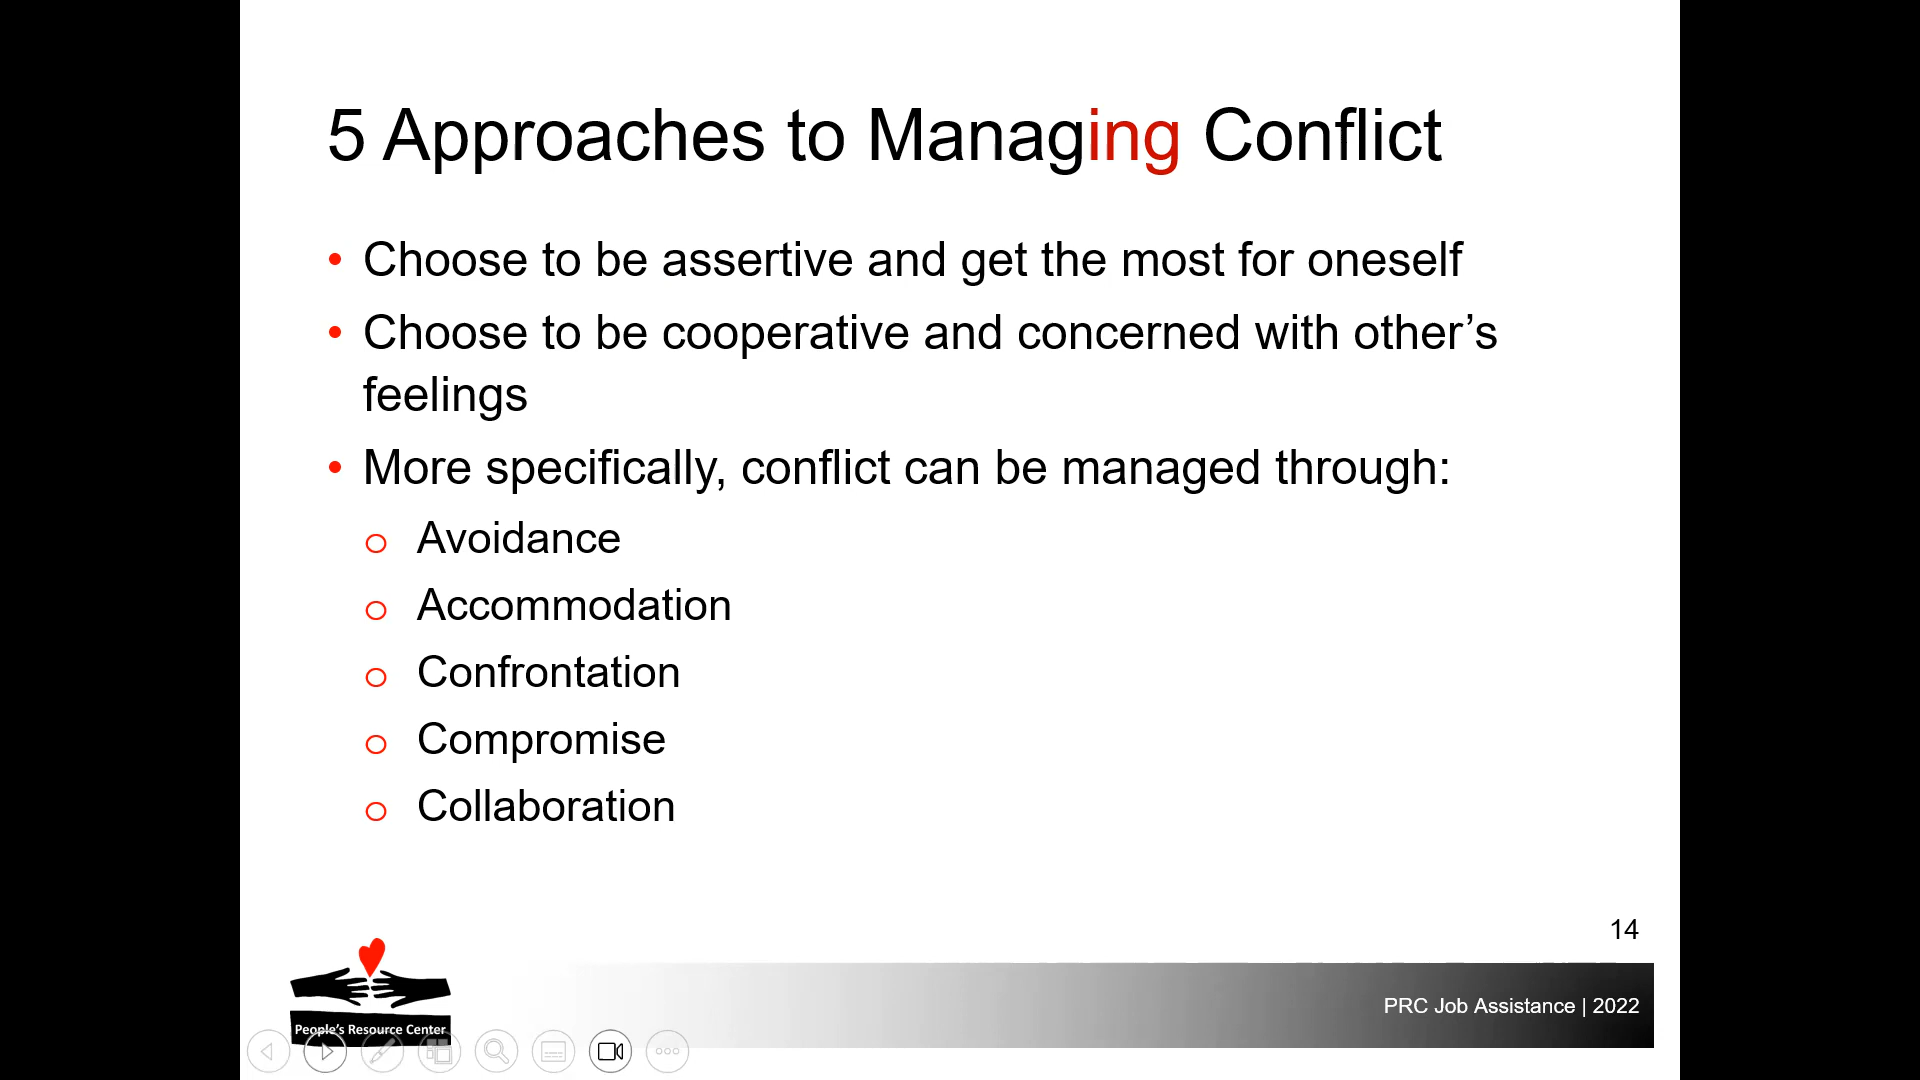 5 Approaches to Managing Conflict
• Choose to be assertive and get the most for oneself
• Choose to be cooperative and concerned with other’s
feelings
• More specifically, conflict can be managed through:
o Avoidance
o Accommodation
o Confrontation
o Compromise
o Collaboration
14
People’s Resource Center
PRC Job Assistance | 2022